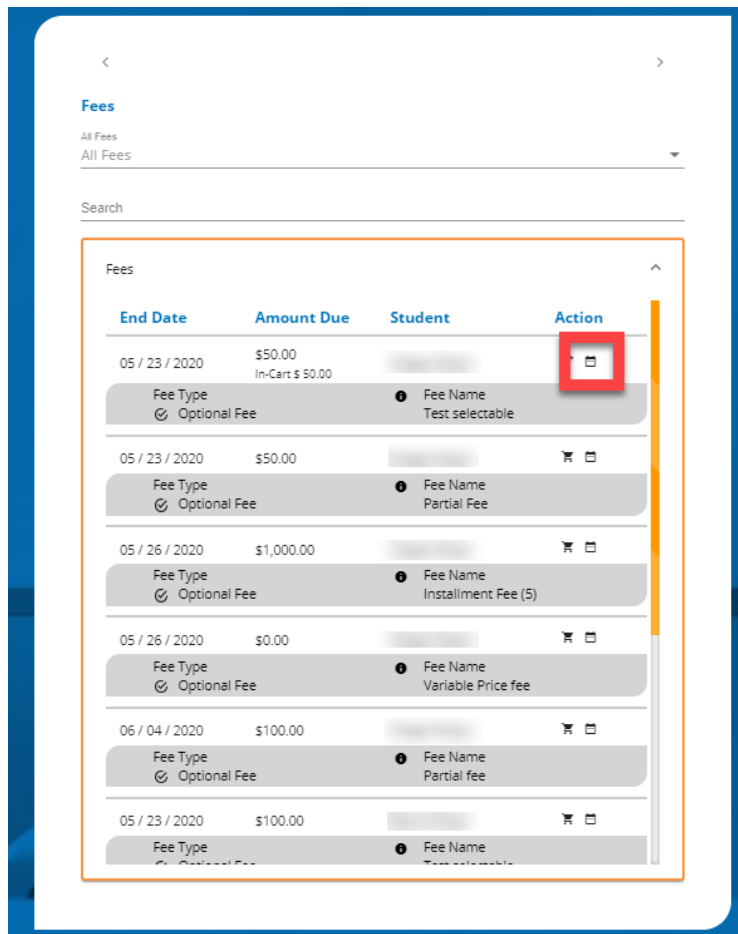 Fees
All Fees
All Fees
Search
Fees
End Date Amount Due Student Action
05 / 23 / 2020 $50.00
In-Cart $ 50.00
Fee Type Fee Name
Optional Fee Test selectable
05 / 23 / 2020 $50.00
Fee Type Fee Name
Optional Fee Partial Fee
05 / 26 / 2020 $1,000.00
Fee Type Fee Name
Optional Fee Installment Fee (5)
05 / 26 / 2020 $0.00
Fee Type Fee Name
Optional Fee Variable Price fee
06 / 04 / 2020 $100.00
Fee Type Fee Name
Optional Fee Partial fee
05 / 23 / 2020 $100.00
Fee Type Fee Name
Optional Fee Test selectable